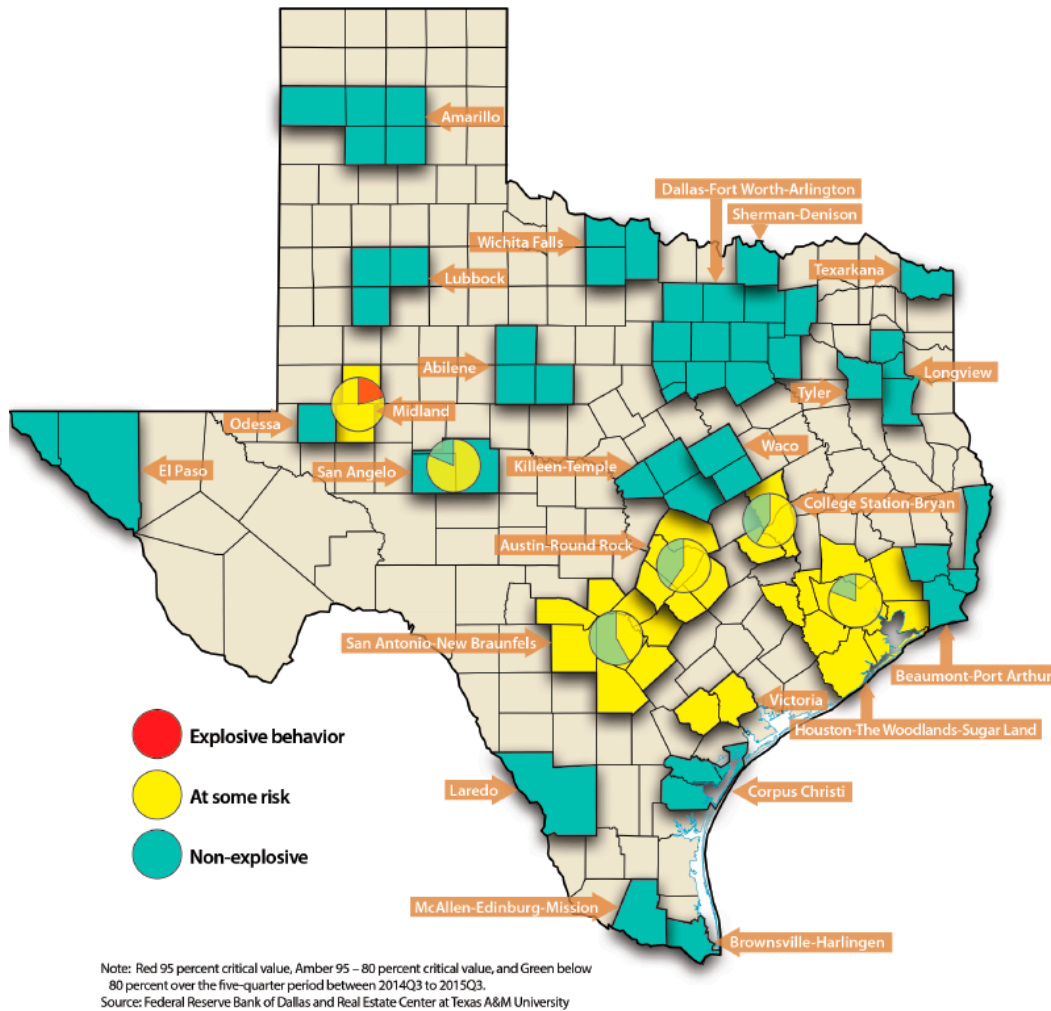 Amarillo
Dallas-Fort Worth-Arlington
Sherman-Denison
Wichita Falls
Texarkana
Lubbock
Abilene
Longview
Tyler
Midland
Odessa
Waco
El Paso
San Angelo
Killeen-Temple
College Station-Bryan
Austin-Round Rock
San Antonio-New Braunfels
Beaumont-Port Arthur
Victoria
Houston-The Woodlands-Sugar Land
Explosive behavior
At some risk
Non-explosive
Laredo
Corpus Christi
McAllen-Edinburg-Mission
Brownsville-Harlingen
Note: Red 95 percent critical value, Amber 95 – 80 percent critical value, and Green below
80 percent over the five-quarter period between 2014Q3 to 2015Q3.
Source: Federal Reserve Bank of Dallas and Real Estate Center at Texas A&M University